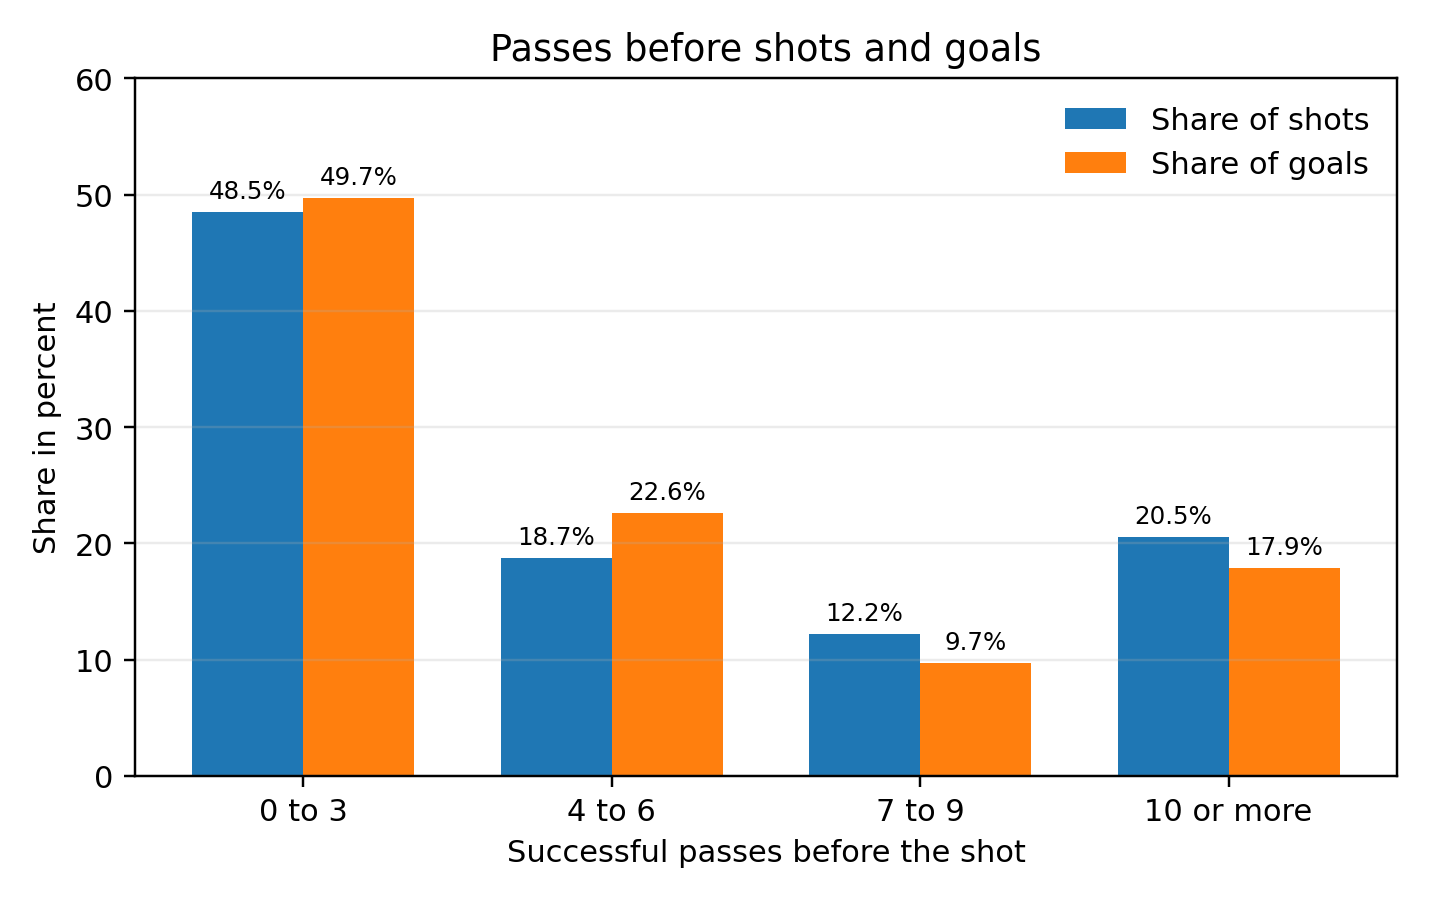 Passes before shots and goals
60
50
40
30
20
10
0
Share in percent
Share of shots
Share of goals
48.5%
49.7%
18.7%
22.6%
12.2%
9.7%
20.5%
17.9%
0 to 3
4 to 6
7 to 9
10 or more
Successful passes before the shot